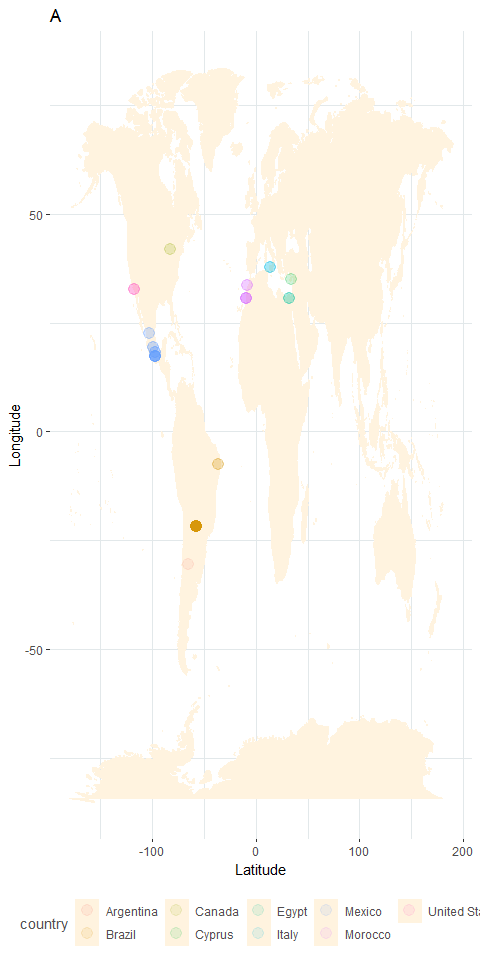 A
50
0
-50
Longitude
-100
0
100
200
Latitude
country
Argentina
Canada
Egypt
Mexico
United Sta
Brazil
Cyprus
Italy
Morocco